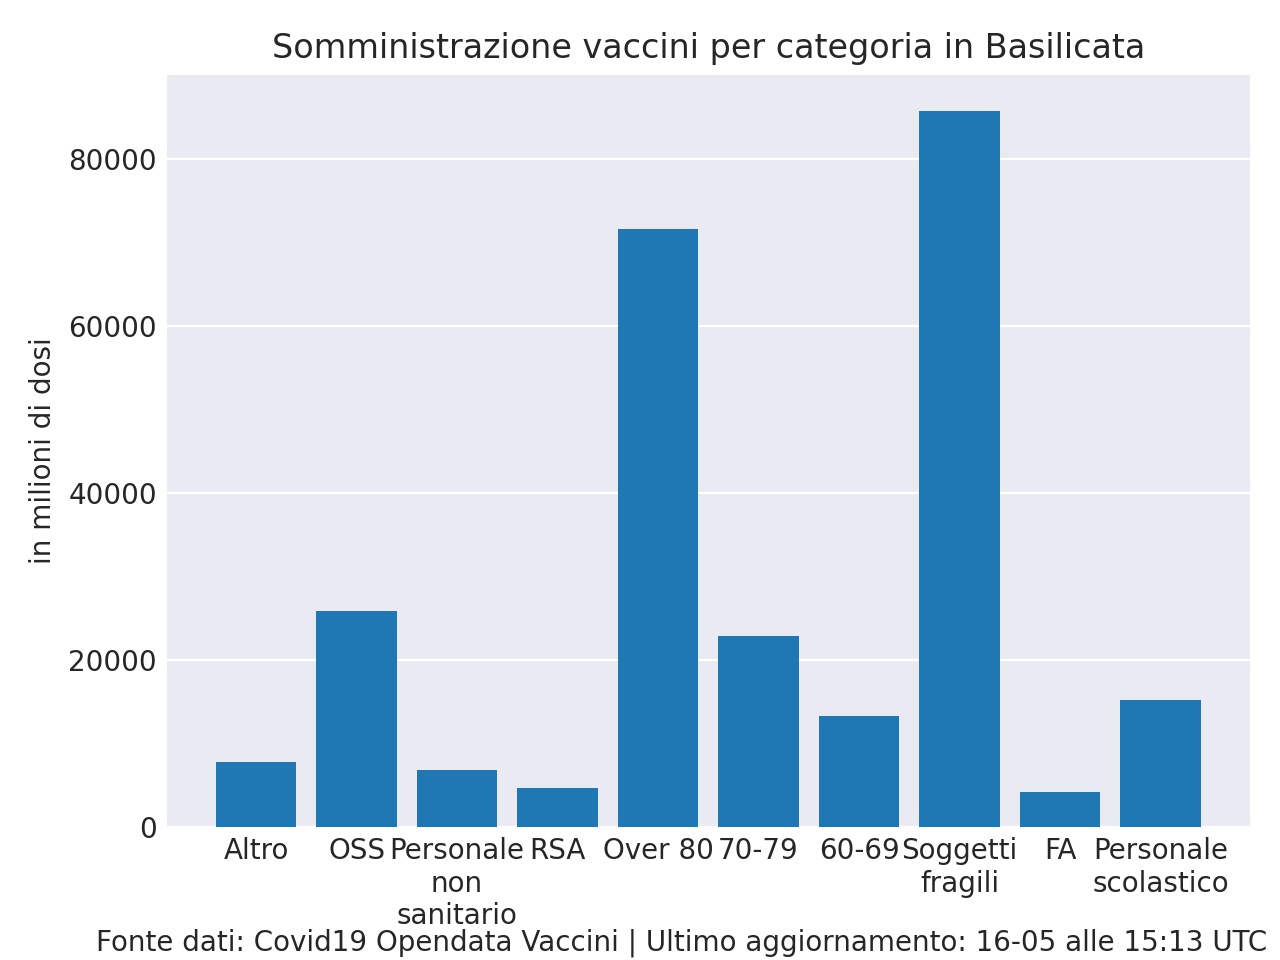 Somministrazione vaccini per categoria in Basilicata
in milioni di dosi
80000
60000
40000
20000
0
Altro
OSS
Personale
non
sanitario
RSA
Over 80
70-79
60-69
Soggetti
fragili
FA
Personale
scolastico
Fonte dati: Covid19 Opendata Vaccini | Ultimo aggiornamento: 16-05 alle 15:13 UTC